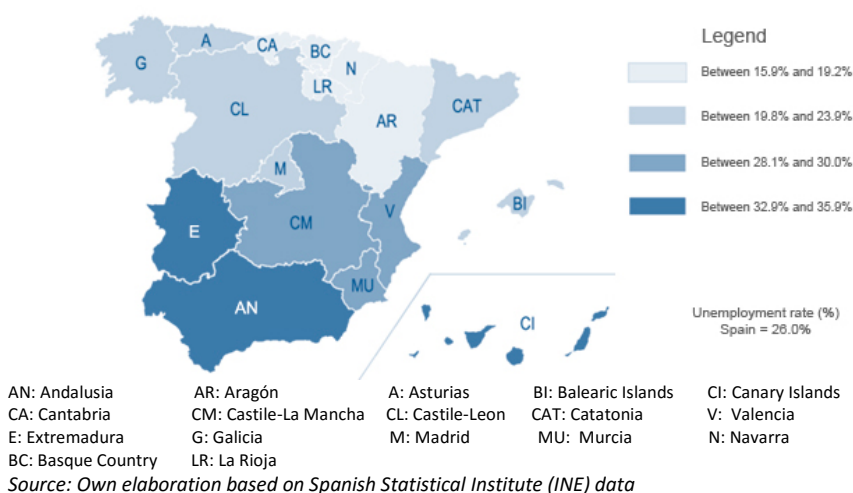 Legend
Between 15.9% and 19.2%
Between 19.8% and 23.9%
Between 28.1% and 30.0%
Between 32.9% and 35.9%
G
A
CA
BC
N
LR
CL
AR
CAT
M
E
CM
V
BI
MU
AN
CI
Unemployment rate (%)
Spain = 26.0%
AN: Andalusia AR: Aragón A: Asturias BI: Balearic Islands CI: Canary Islands
CA: Cantabria CM: Castile-La Mancha CL: Castile-Leon CAT: Catatonia V: Valencia
E: Extremadura G: Galicia M: Madrid MU: Murcia N: Navarra
BC: Basque Country LR: La Rioja
Source: Own elaboration based on Spanish Statistical Institute (INE) data